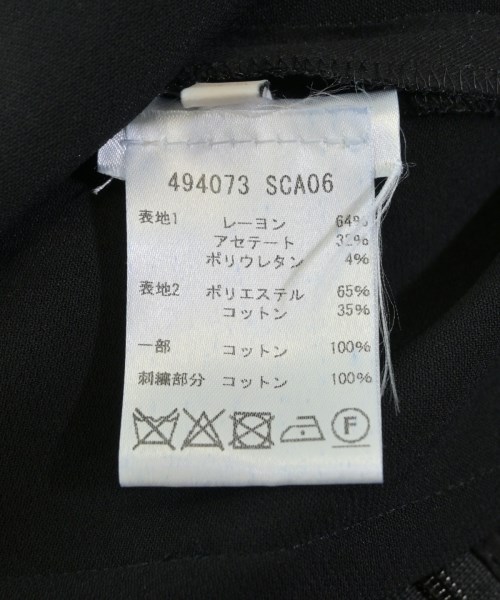 494073 SCA06
表地1 レーヨン 64%
アセテート 32%
ポリウレタン 4%
表地2 ポリエステル 65%
コットン 35%
一部 コットン 100%
刺繍部分 コットン 100%
F